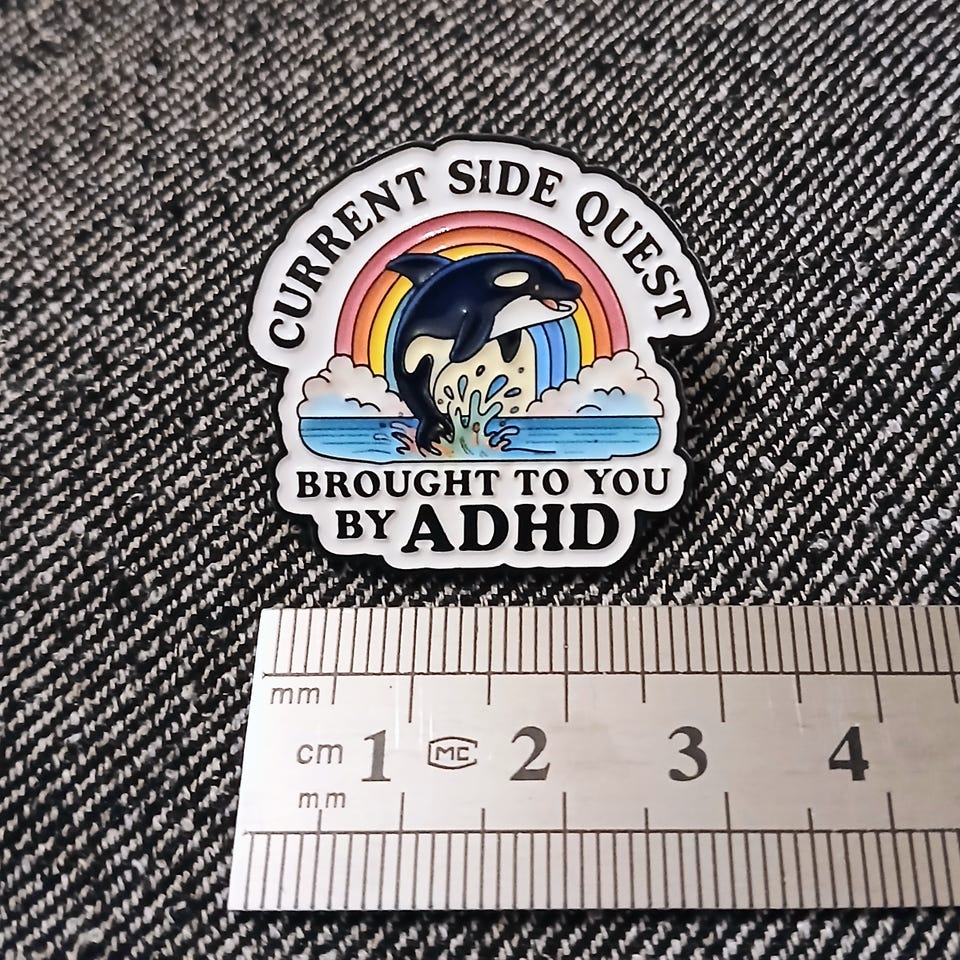 CURRENT SIDE QUEST
BROUGHT TO YOU
BY ADHD
mm
cm 1 MC 2 3 4
mm